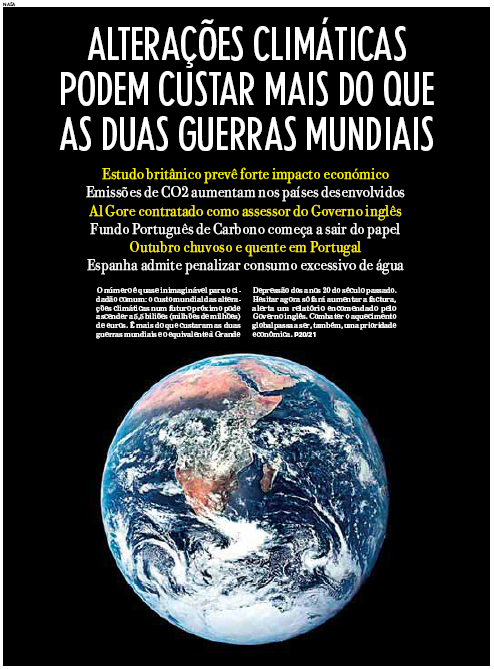 NASA
ALTERAÇÕES CLIMÁTICAS
PODEM CUSTAR MAIS DO QUE
AS DUAS GUERRAS MUNDIAIS
Estudo britânico prevê forte impacto económico
Emissões de CO2 aumentam nos países desenvolvidos
Al Gore contratado como assessor do Governo inglês
Fundo Português de Carbono começa a sair do papel
Outubro chuvoso e quente em Portugal
Espanha admite penalizar consumo excessivo de água
O número é quase inimaginável para o ci-
dadão comum: o custo mundial das altera-
ções climáticas num futuro próximo pode
ascender a 5,5 biliões (milhões de milhões)
de euros. É mais do que custaram as duas
guerras mundiais e o equivalente à Grande
Depressão dos anos 20 do século passado.
Hesitar agora só fará aumentar a factura,
alerta um relatório encomendado pelo
Governo inglês. Combater o aquecimento
global passa a ser, também, uma prioridade
económica. P20/21